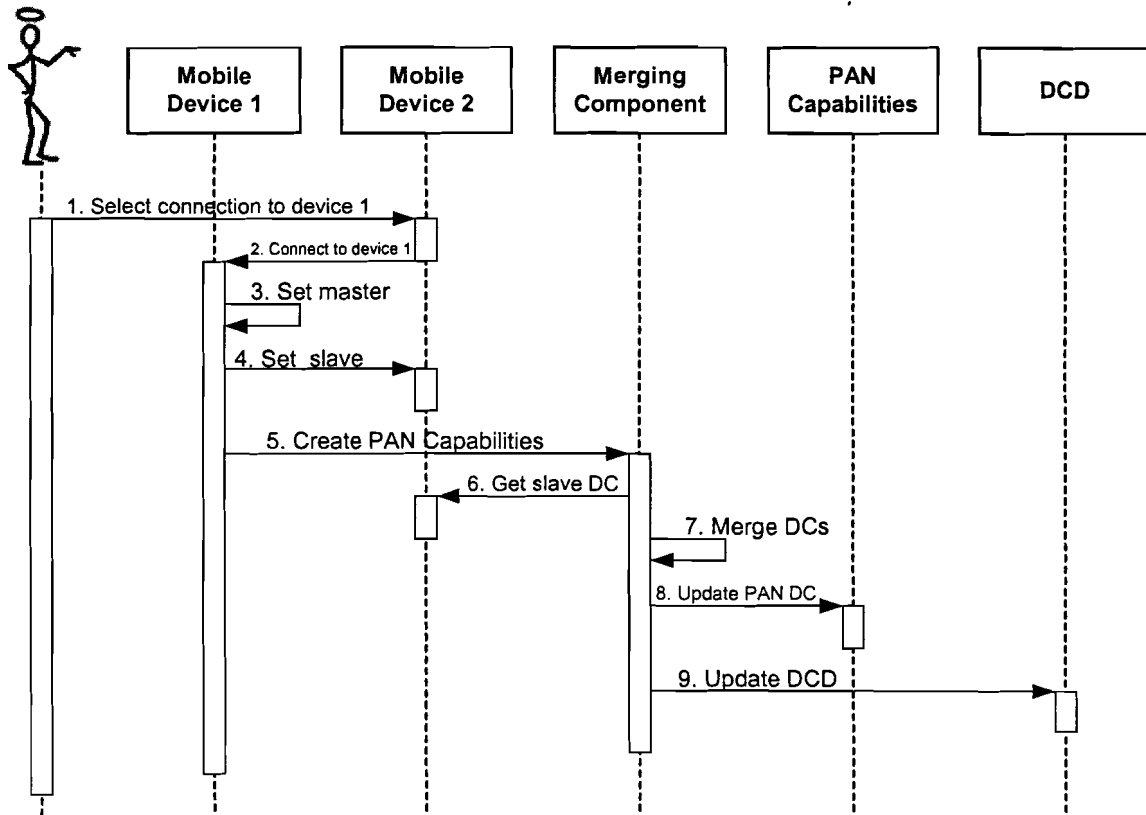 Mobile
Device 1
Mobile
Device 2
Merging
Component
PAN
Capabilities
DCD
1. Select connection to device 1
2. Connect to device 1
3. Set master
4. Set slave
5. Create PAN Capabilities
6. Get slave DC
7. Merge DCs
8. Update PAN DC
9. Update DCD